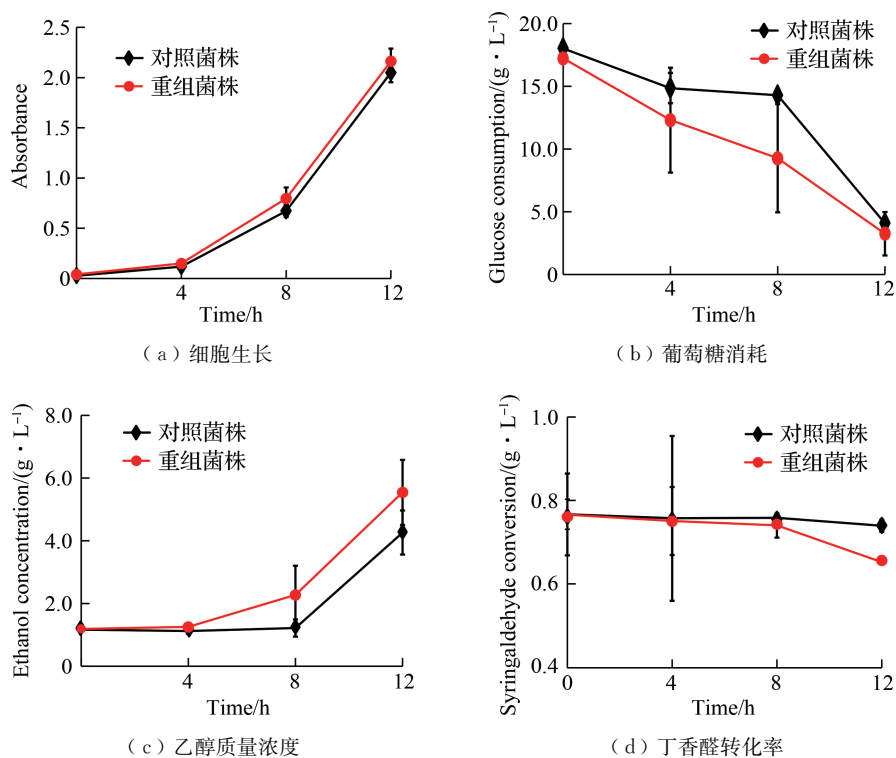 2.5
2.0
1.5
1.0
0.5
0
Absorbance
对照菌株
重组菌株
4
8
12
Time/h
（a）细胞生长
20.0
15.0
10.0
5.0
0
Glucose consumption/(g·L⁻¹)
对照菌株
重组菌株
4
8
12
Time/h
（b）葡萄糖消耗
8.0
6.0
4.0
2.0
0
Ethanol concentration/(g·L⁻¹)
对照菌株
重组菌株
4
8
12
Time/h
（c）乙醇质量浓度
1.0
0.8
0.6
0.4
Syringaldehyde conversion/(g·L⁻¹)
对照菌株
重组菌株
0
4
8
12
Time/h
（d）丁香醛转化率